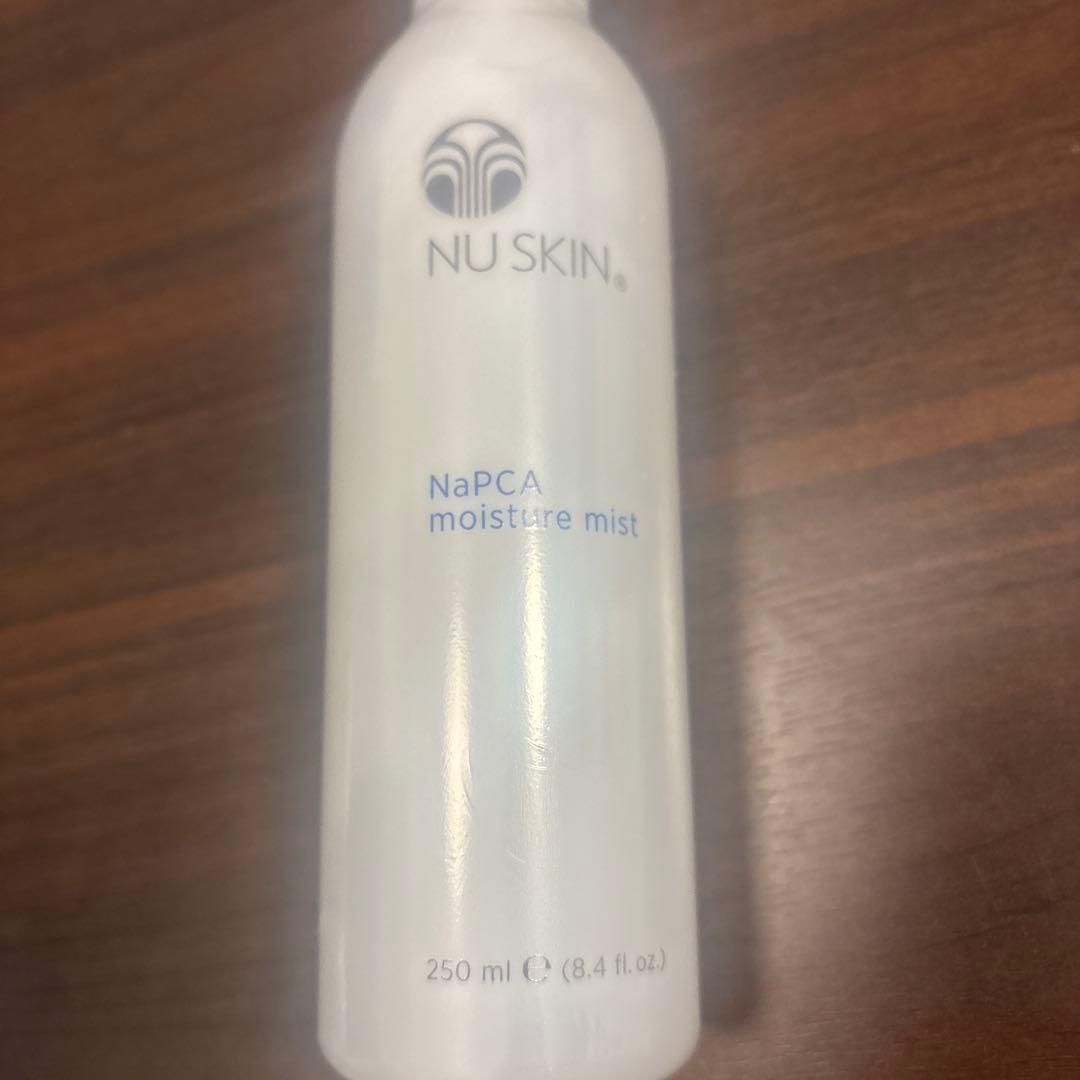 NU SKIN®
NaPCA
moisture mist
250 ml ℮ (8.4 fl. oz.)